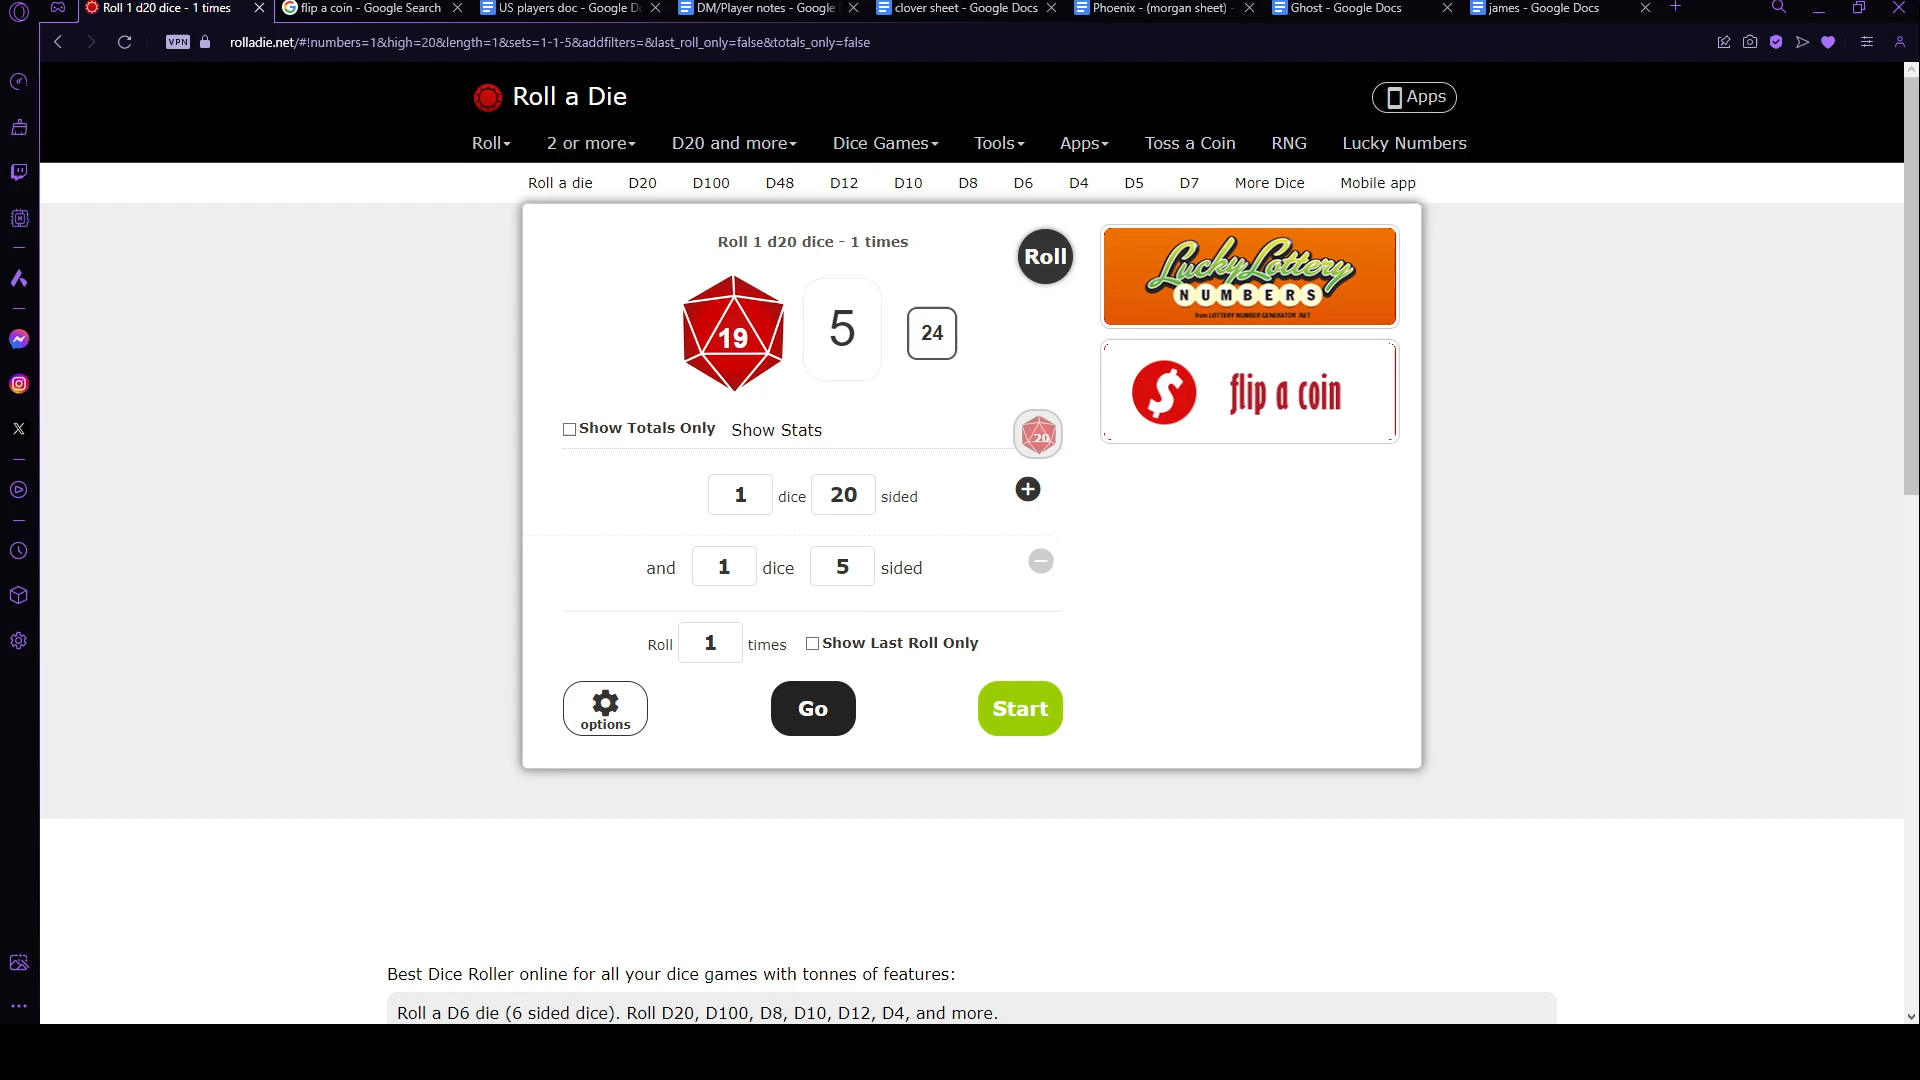 Roll 1 d20 dice - 1 times
flip a coin - Google Search
US players doc - Google D
DM/Player notes - Google
clover sheet - Google Docs
Phoenix - (morgan sheet) -
Ghost - Google Docs
james - Google Docs
VPN
rolladie.net/#!numbers=1&high=20&length=1&sets=1-1-5&addfilters=&last_roll_only=false&totals_only=false
Roll a Die
Apps
Roll
2 or more
D20 and more
Dice Games
Tools
Apps
Toss a Coin
RNG
Lucky Numbers
Roll a die
D20
D100
D48
D12
D10
D8
D6
D4
D5
D7
More Dice
Mobile app
Roll 1 d20 dice - 1 times
Roll
19
5
24
Lucky Lottery
NUMBERS
from LOTTERY NUMBER GENERATOR .NET
$ flip a coin
Show Totals Only
Show Stats
20
1 dice 20 sided
+
and 1 dice 5 sided
Roll 1 times
Show Last Roll Only
options
Go
Start
Best Dice Roller online for all your dice games with tonnes of features:
Roll a D6 die (6 sided dice). Roll D20, D100, D8, D10, D12, D4, and more.